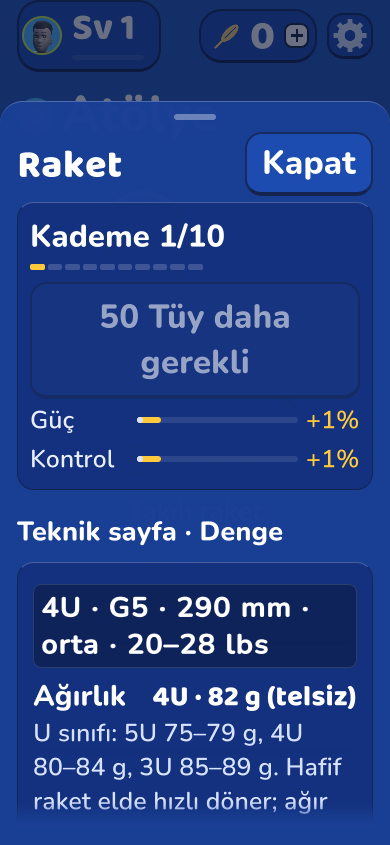 Sv 1
0
Atölye
Raket
Kapat
Kademe 1/10
50 Tüy daha
gerekli
Güç +1%
Kontrol +1%
Teknik sayfa · Denge
4U · G5 · 290 mm ·
orta · 20–28 lbs
Ağırlık 4U · 82 g (telsiz)
U sınıfı: 5U 75–79 g, 4U
80–84 g, 3U 85–89 g. Hafif
raket elde hızlı döner; ağır